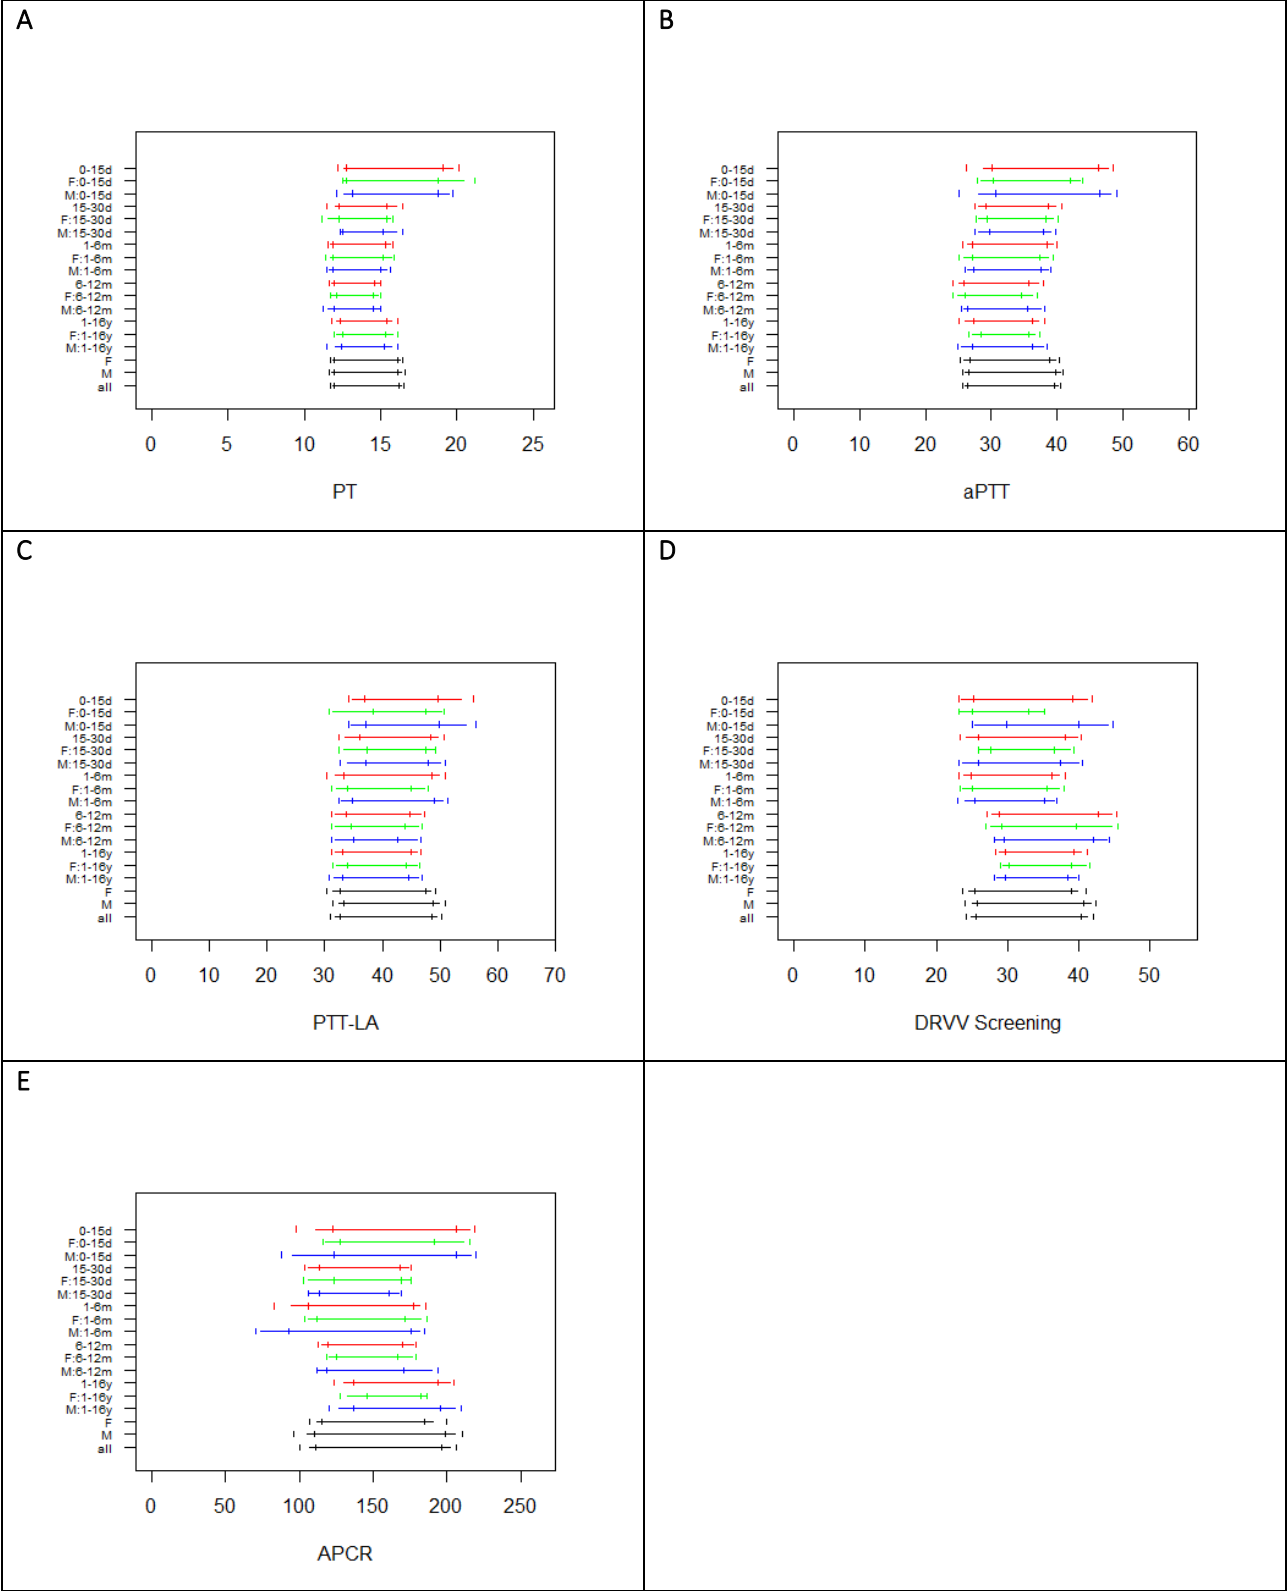 A
0-15d
F:0-15d
M:0-15d
15-30d
F:15-30d
M:15-30d
1-6m
F:1-6m
M:1-6m
6-12m
F:6-12m
M:6-12m
1-16y
F:1-16y
M:1-16y
F
M
all
0 5 10 15 20 25
PT
B
0-15d
F:0-15d
M:0-15d
15-30d
F:15-30d
M:15-30d
1-6m
F:1-6m
M:1-6m
6-12m
F:6-12m
M:6-12m
1-16y
F:1-16y
M:1-16y
F
M
all
0 10 20 30 40 50 60
aPTT
C
0-15d
F:0-15d
M:0-15d
15-30d
F:15-30d
M:15-30d
1-6m
F:1-6m
M:1-6m
6-12m
F:6-12m
M:6-12m
1-16y
F:1-16y
M:1-16y
F
M
all
0 10 20 30 40 50 60 70
PTT-LA
D
0-15d
F:0-15d
M:0-15d
15-30d
F:15-30d
M:15-30d
1-6m
F:1-6m
M:1-6m
6-12m
F:6-12m
M:6-12m
1-16y
F:1-16y
M:1-16y
F
M
all
0 10 20 30 40 50
DRVV Screening
E
0-15d
F:0-15d
M:0-15d
15-30d
F:15-30d
M:15-30d
1-6m
F:1-6m
M:1-6m
6-12m
F:6-12m
M:6-12m
1-16y
F:1-16y
M:1-16y
F
M
all
0 50 100 150 200 250
APCR